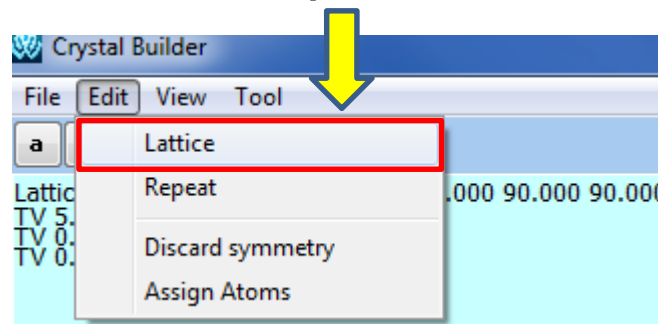 Crystal Builder
File Edit View Tool
a
Lattice
Repeat
.000 90.000 90.00
TV 5.
TV 0.
TV 0.
Discard symmetry
Assign Atoms